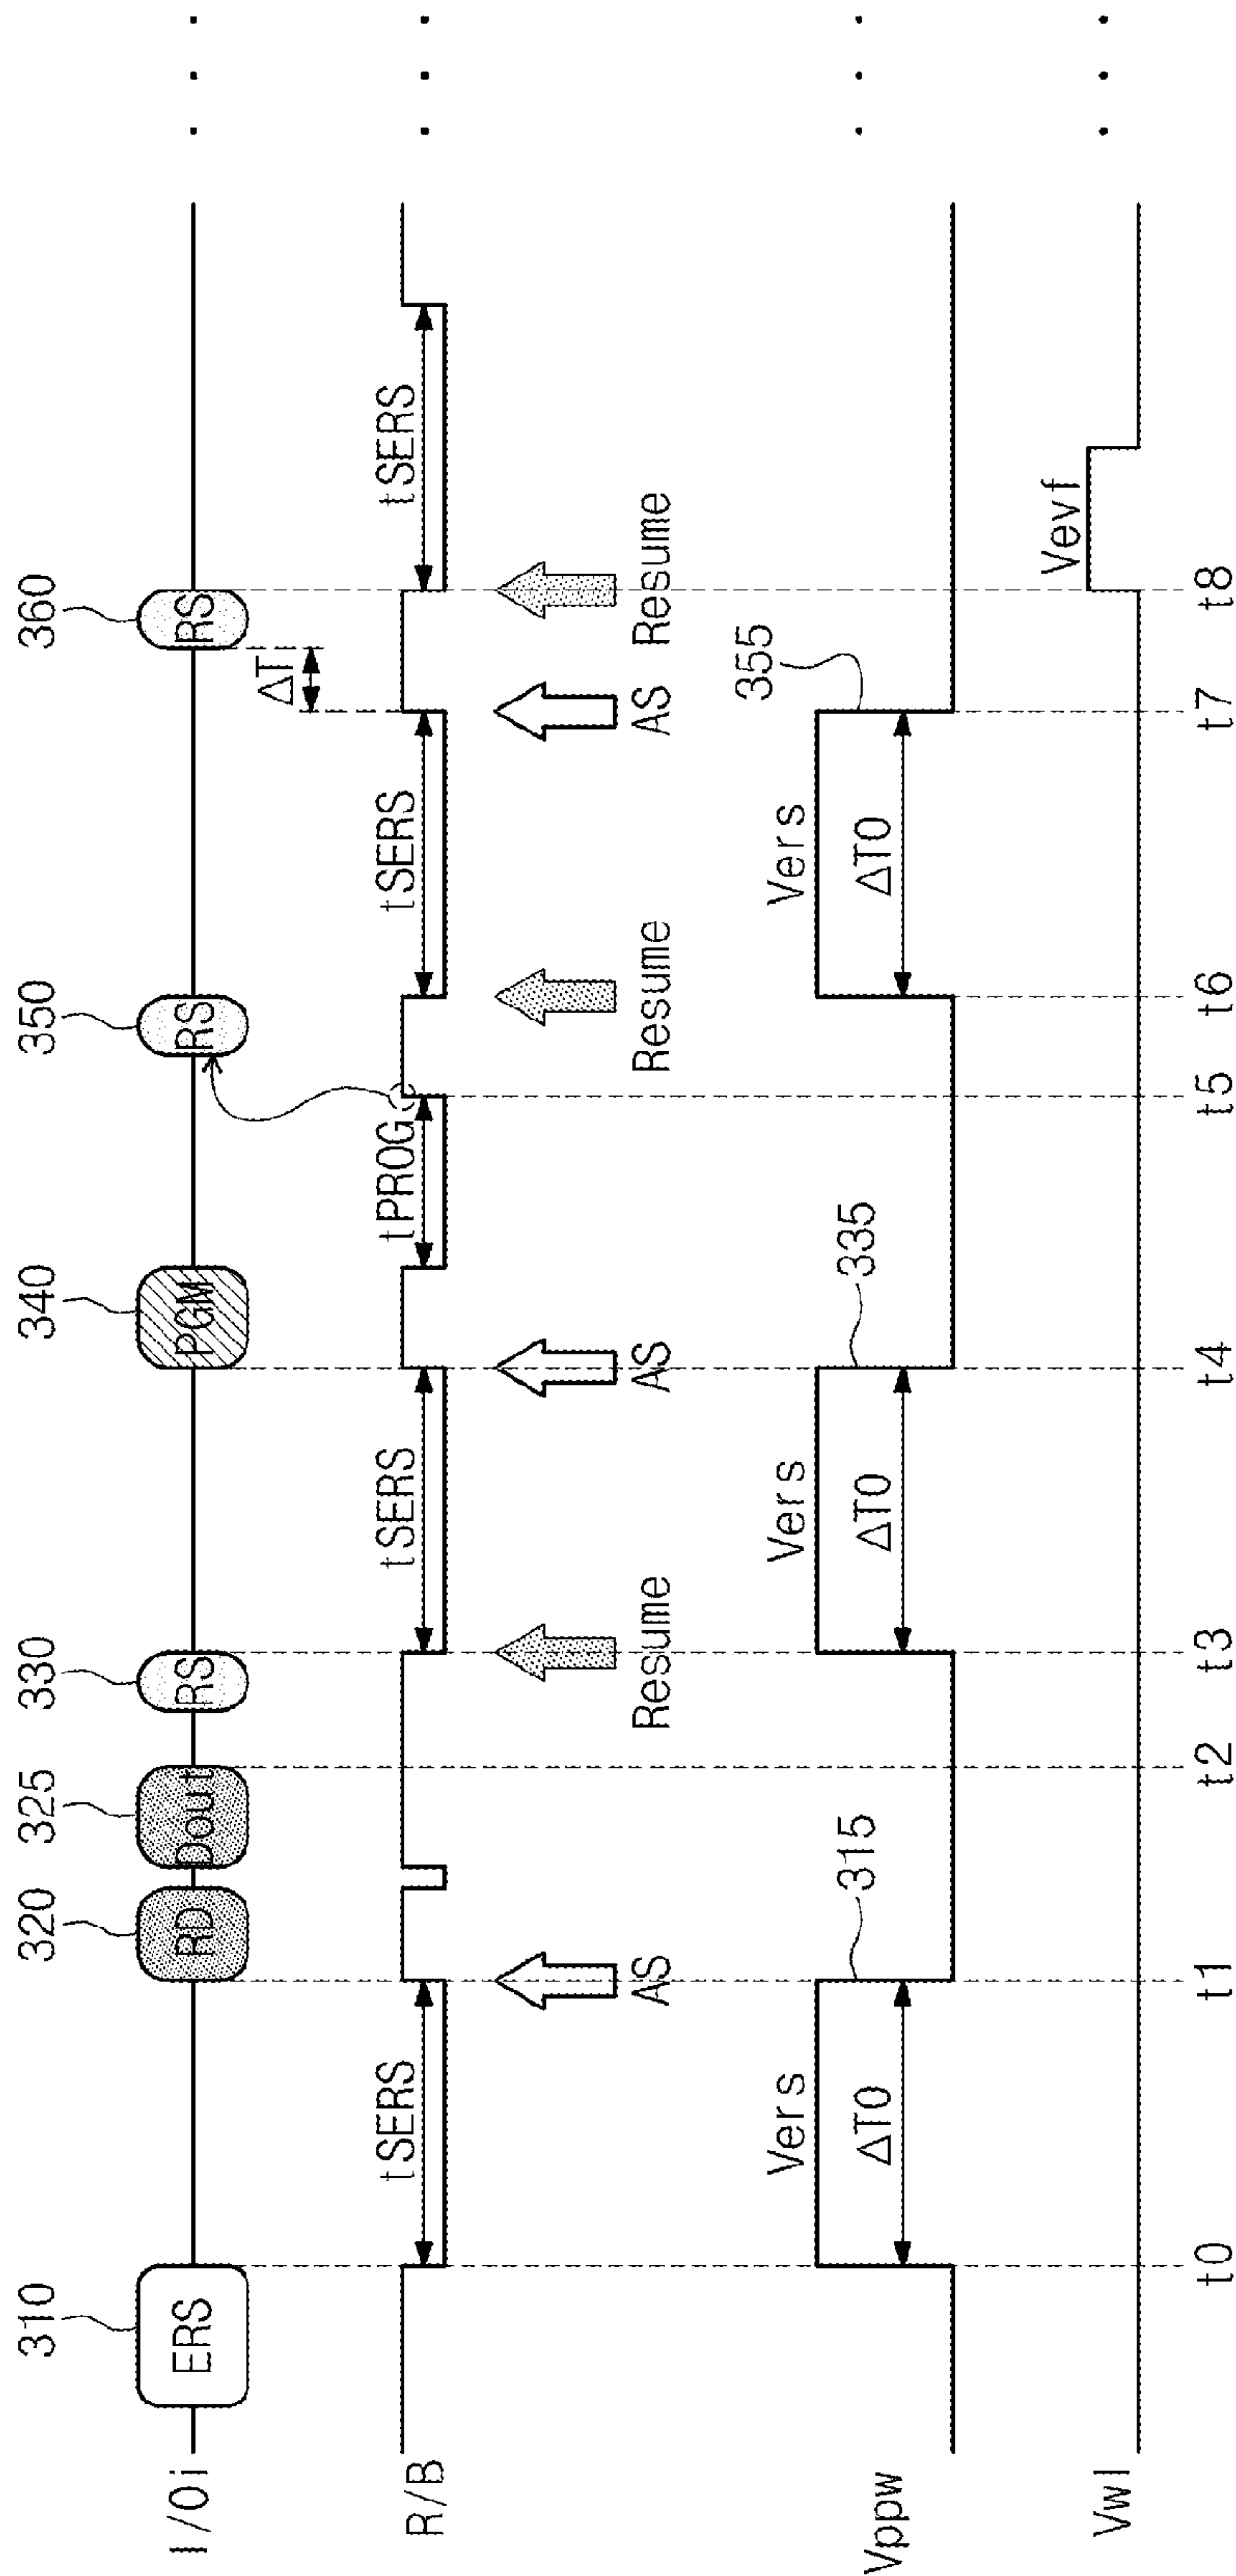 310
320
325
330
340
350
360
I/Oi
ERS
RD
Dout
RS
PGM
RS
RS
ΔT
R/B
tSERS
tSERS
tPROG
tSERS
tSERS
AS
Resume
AS
Resume
AS
Resume
Vppw
Vers
ΔT0
315
Vers
ΔT0
335
Vers
ΔT0
355
Vwl
Vevf
t0
t1
t2
t3
t4
t5
t6
t7
t8